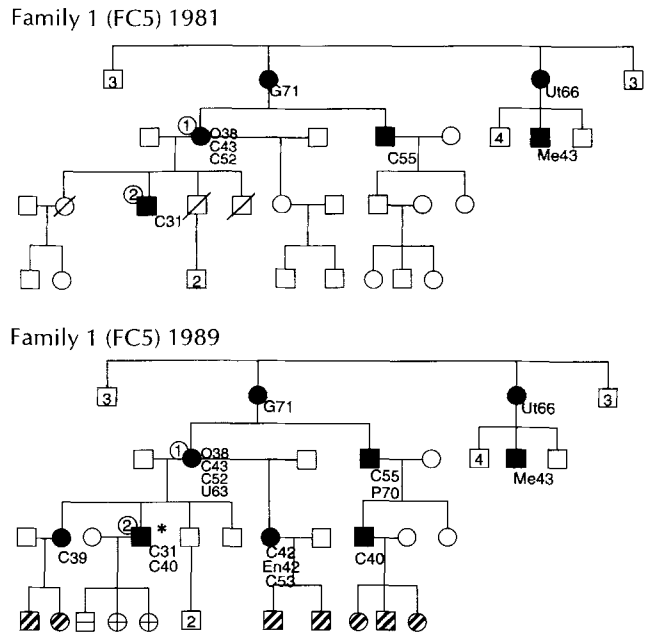 Family 1 (FC5) 1981
3
3
G71
Ut66
1
O38
C43
C52
C55
4
Me43
2
C31
2
Family 1 (FC5) 1989
3
3
G71
Ut66
1
O38
C43
C52
U63
C55
P70
4
Me43
C39
2
*
C31
C40
C42
En42
C53
C40
2